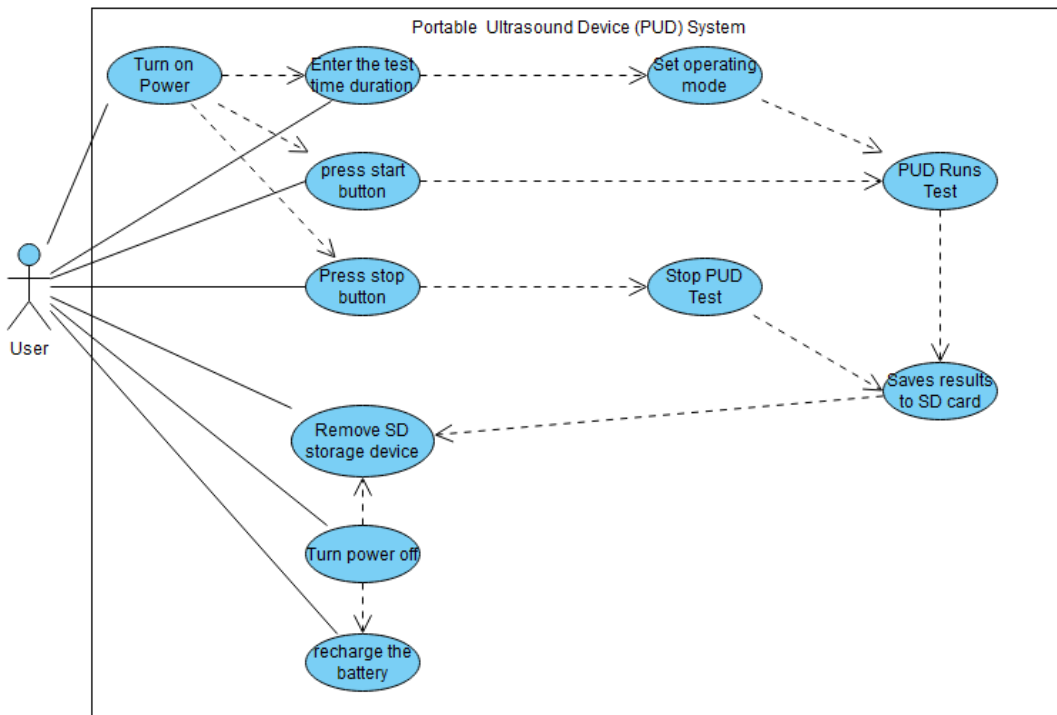 Portable Ultrasound Device (PUD) System
Turn on
Power
Enter the test
time duration
Set operating
mode
press start
button
PUD Runs
Test
Press stop
button
Stop PUD
Test
User
Saves results
to SD card
Remove SD
storage device
Turn power off
recharge the
battery